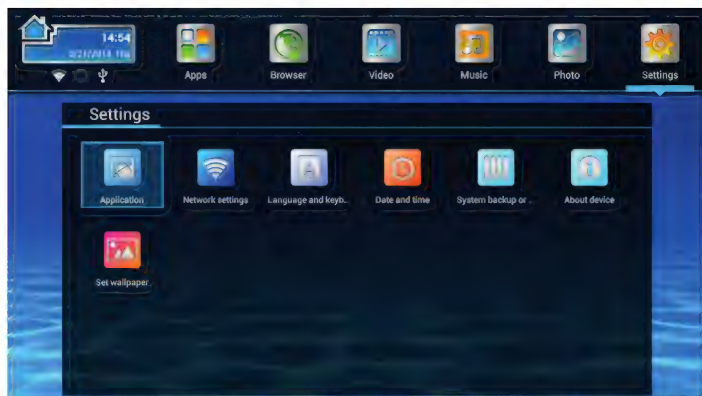 14:54
Apps
Browser
Video
Music
Photo
Settings
Settings
Application
Network settings
Language and keyb..
Date and time
System backup or ..
About device
Set wallpaper